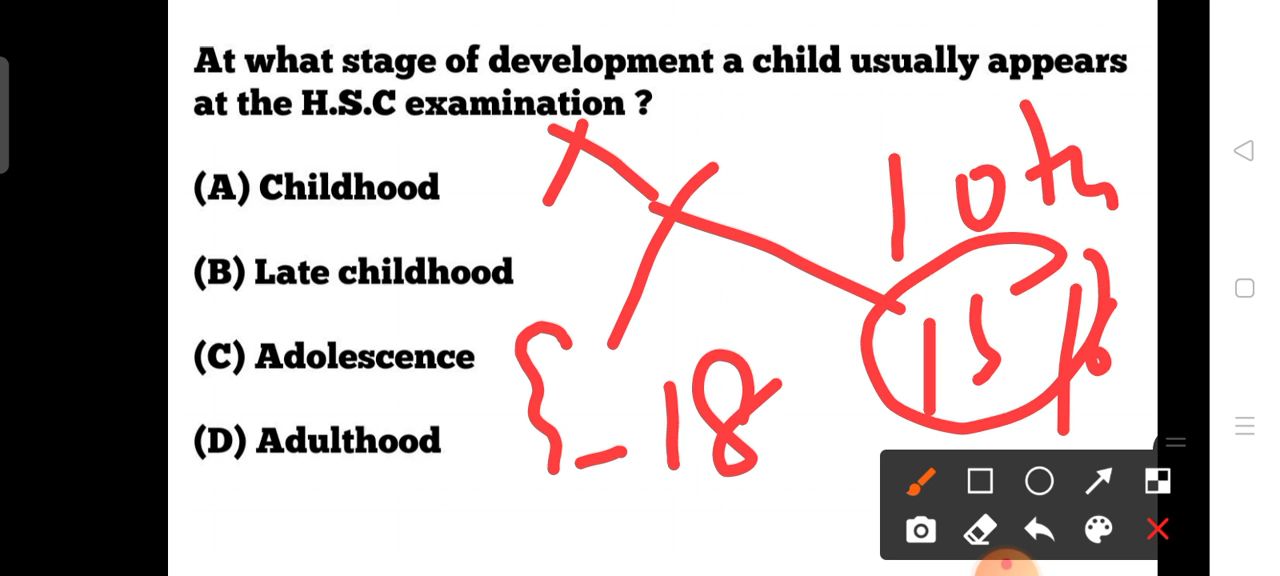 At what stage of development a child usually appears
at the H.S.C examination ?
(A) Childhood
(B) Late childhood
(C) Adolescence
(D) Adulthood
10th
15
18